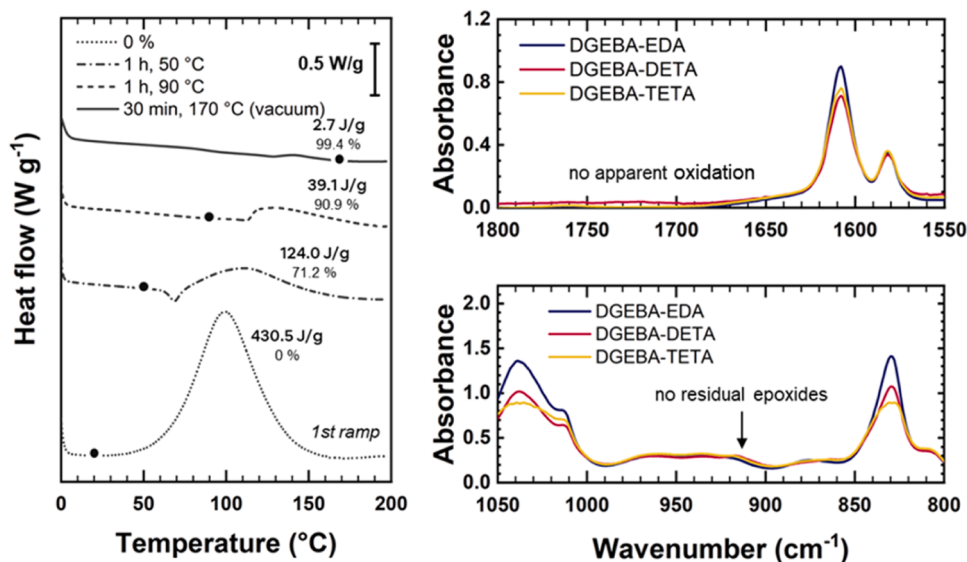 0 %
1 h, 50 °C
1 h, 90 °C
30 min, 170 °C (vacuum)
0.5 W/g
2.7 J/g
99.4 %
39.1 J/g
90.9 %
124.0 J/g
71.2 %
430.5 J/g
0 %
1st ramp
Heat flow (W g-1)
0 50 100 150 200
Temperature (°C)
1.2
0.8
0.4
0.0
Absorbance
DGEBA-EDA
DGEBA-DETA
DGEBA-TETA
no apparent oxidation
1800 1750 1700 1650 1600 1550
2.0
1.5
1.0
0.5
0.0
Absorbance
DGEBA-EDA
DGEBA-DETA
DGEBA-TETA
no residual epoxides
1050 1000 950 900 850 800
Wavenumber (cm-1)